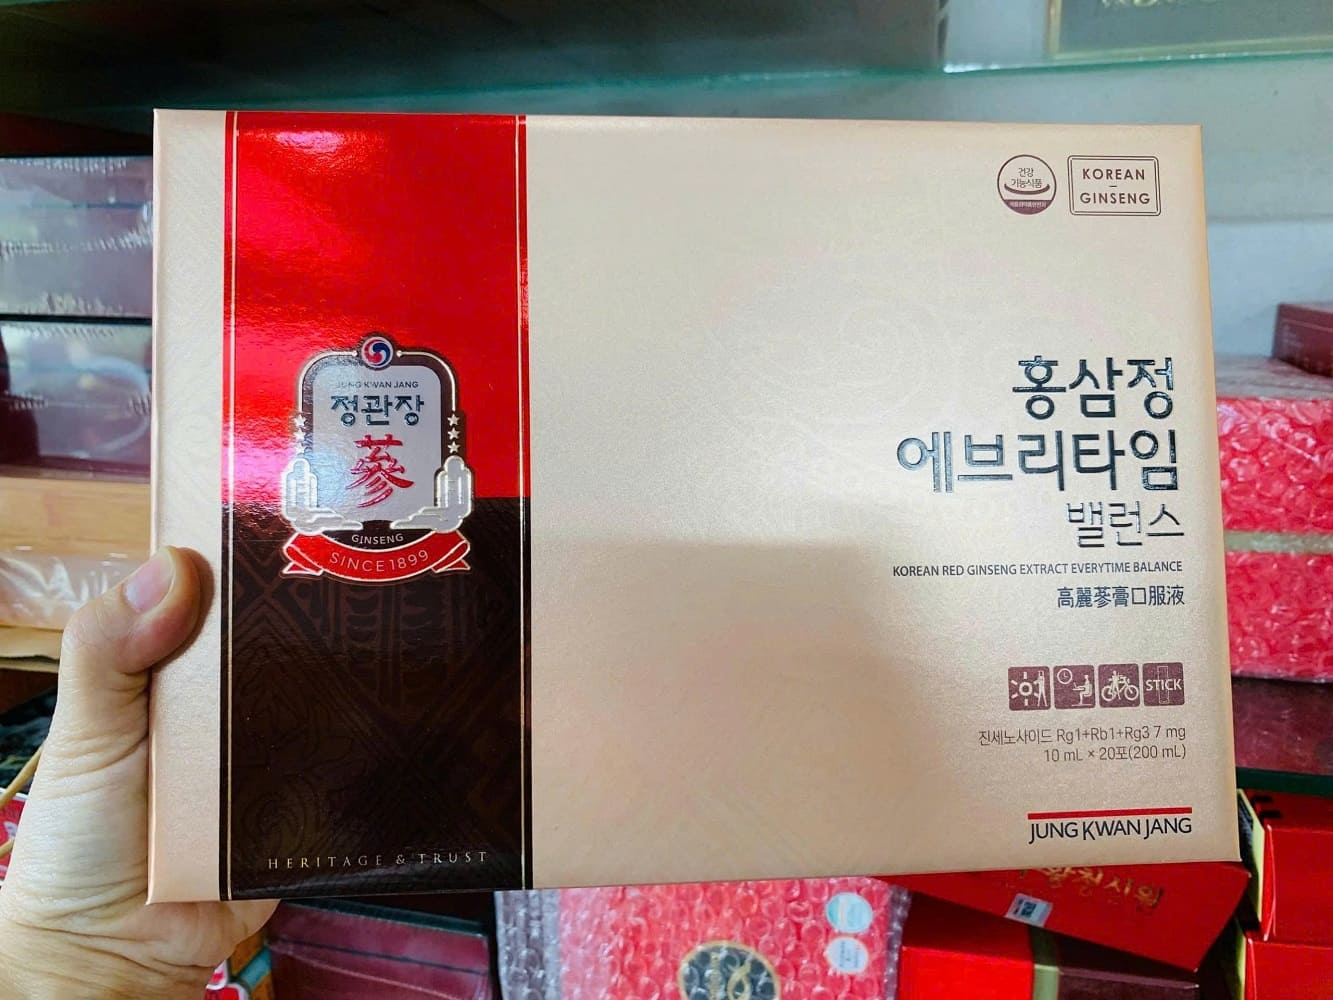 건강
기능식품
KOREAN
GINSENG
JUNG KWAN JANG
정관장
蔘
GINSENG
SINCE 1899
홍삼정
에브리타임
밸런스
KOREAN RED GINSENG EXTRACT EVERYTIME BALANCE
高麗蔘膏口服液
STICK
진세노사이드 Rg1+Rb1+Rg3 7 mg
10 mL × 20포(200 mL)
JUNG KWAN JANG
HERITAGE & TRUST